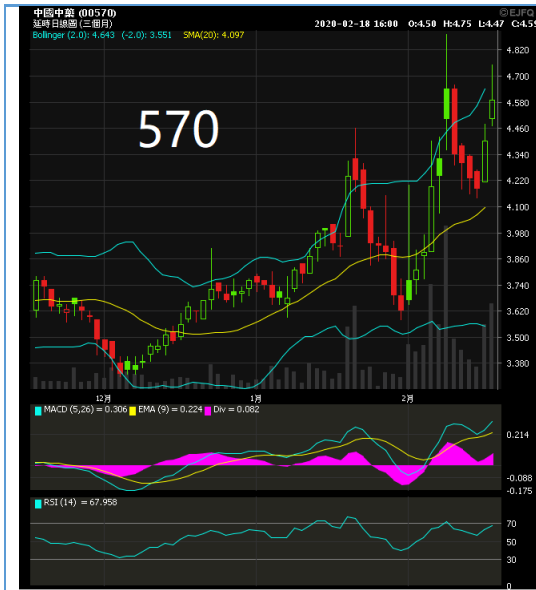 中國中藥 (00570)
©EJFQ
延時日線圖 (三個月)
2020-02-18 16:00 O:4.50 H:4.75 L:4.47 C:4.59
Bollinger (2.0): 4.643 (-2.0): 3.551 SMA(20): 4.097
570
4.820
4.700
4.580
4.460
4.340
4.220
4.100
3.980
3.860
3.740
3.620
3.500
3.380
12月 1月 2月
MACD (5,26) = 0.306 EMA (9) = 0.224 Div = 0.082
0.214
-0.088
-0.175
RSI (14) = 67.958
70
50
30
0